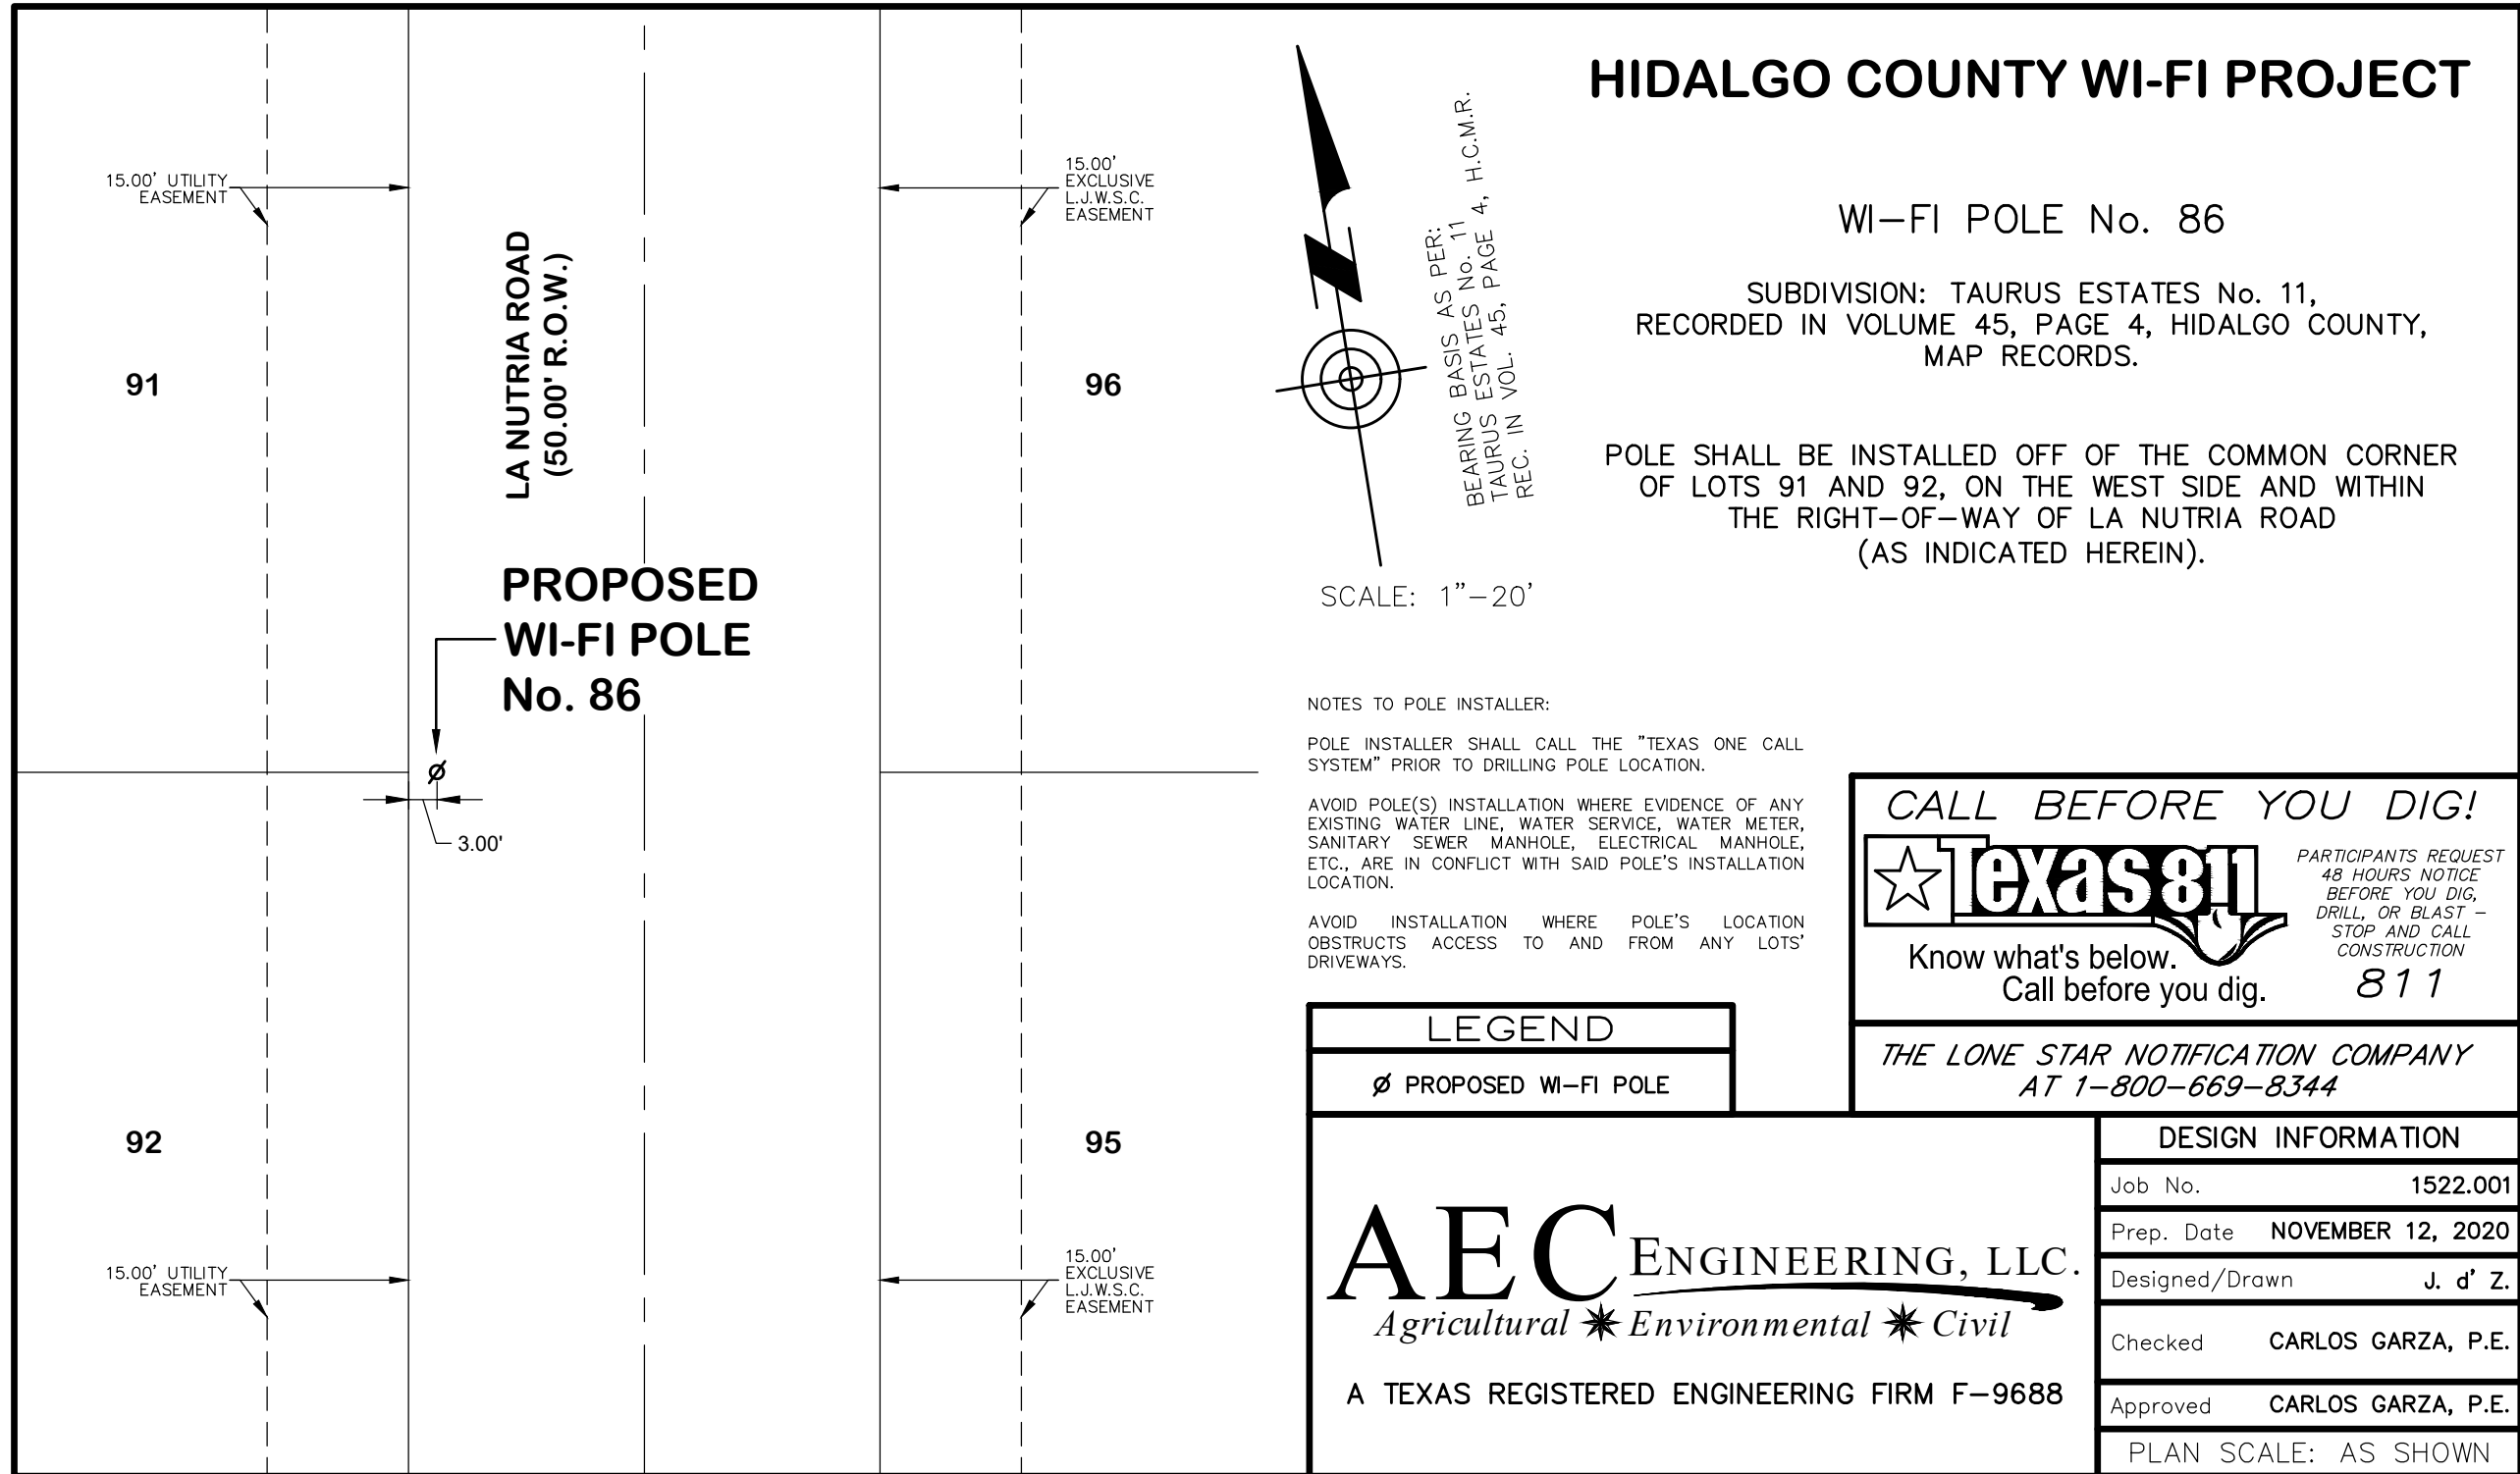 HIDALGO COUNTY WI-FI PROJECT
WI-FI POLE No. 86
SUBDIVISION: TAURUS ESTATES No. 11,
RECORDED IN VOLUME 45, PAGE 4, HIDALGO COUNTY,
MAP RECORDS.
POLE SHALL BE INSTALLED OFF OF THE COMMON CORNER
OF LOTS 91 AND 92, ON THE WEST SIDE AND WITHIN
THE RIGHT-OF-WAY OF LA NUTRIA ROAD
(AS INDICATED HEREIN).
15.00' UTILITY
EASEMENT
15.00'
EXCLUSIVE
L.J.W.S.C.
EASEMENT
LA NUTRIA ROAD
(50.00' R.O.W.)
91
96
PROPOSED
WI-FI POLE
No. 86
3.00'
92
95
15.00' UTILITY
EASEMENT
15.00'
EXCLUSIVE
L.J.W.S.C.
EASEMENT
N
BEARING BASIS AS PER:
TAURUS ESTATES No. 11
REC. IN VOL. 45, PAGE 4, H.C.M.R.
SCALE: 1"-20'
NOTES TO POLE INSTALLER:
POLE INSTALLER SHALL CALL THE "TEXAS ONE CALL
SYSTEM" PRIOR TO DRILLING POLE LOCATION.
AVOID POLE(S) INSTALLATION WHERE EVIDENCE OF ANY
EXISTING WATER LINE, WATER SERVICE, WATER METER,
SANITARY SEWER MANHOLE, ELECTRICAL MANHOLE,
ETC., ARE IN CONFLICT WITH SAID POLE'S INSTALLATION
LOCATION.
AVOID INSTALLATION WHERE POLE'S LOCATION
OBSTRUCTS ACCESS TO AND FROM ANY LOTS'
DRIVEWAYS.
LEGEND
Ø PROPOSED WI-FI POLE
CALL BEFORE YOU DIG!
Texas811
Know what's below.
Call before you dig.
PARTICIPANTS REQUEST
48 HOURS NOTICE
BEFORE YOU DIG,
DRILL, OR BLAST -
STOP AND CALL
CONSTRUCTION
811
THE LONE STAR NOTIFICATION COMPANY
AT 1-800-669-8344
AEC ENGINEERING, LLC.
Agricultural Environmental Civil
A TEXAS REGISTERED ENGINEERING FIRM F-9688
DESIGN INFORMATION
Job No. 1522.001
Prep. Date NOVEMBER 12, 2020
Designed/Drawn J. d' Z.
Checked CARLOS GARZA, P.E.
Approved CARLOS GARZA, P.E.
PLAN SCALE: AS SHOWN